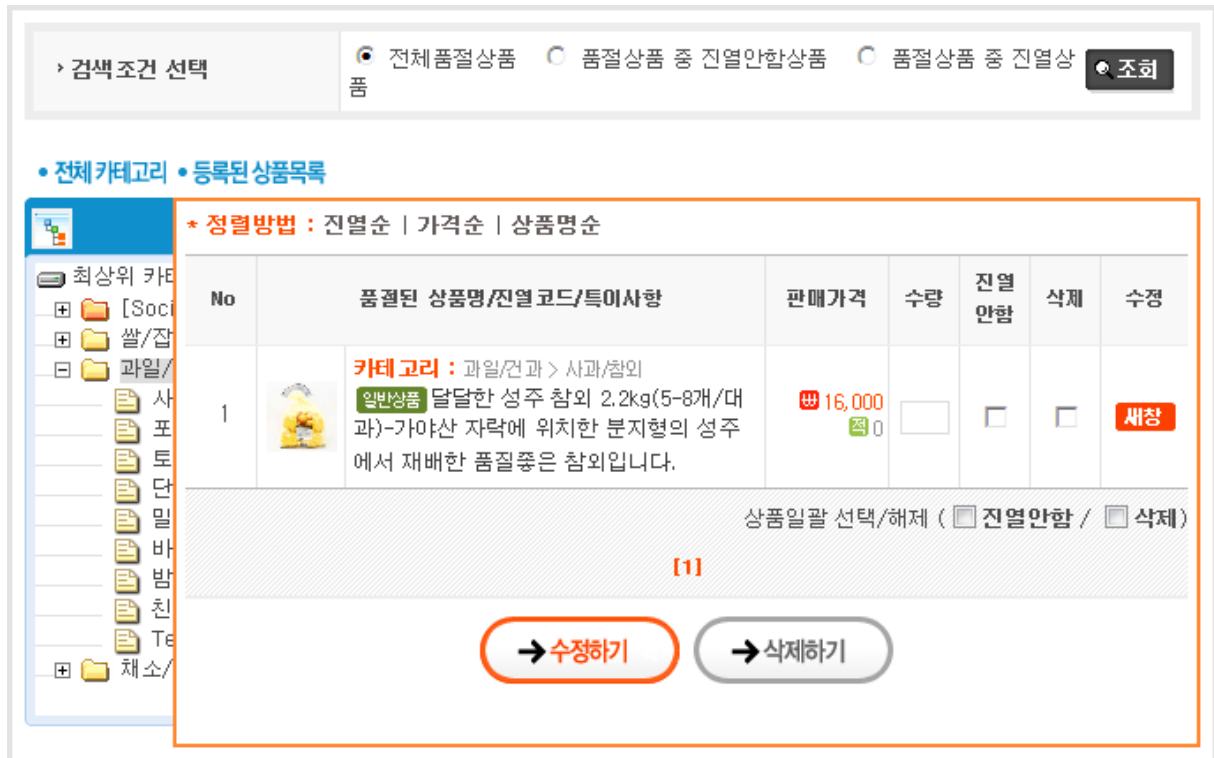 검색조건 선택
전체품절상품 품절상품 중 진열안함상품 품절상품 중 진열상
품
조회
• 전체 카테고리 • 등록된 상품목록
* 정렬방법 : 진열순 | 가격순 | 상품명순
최상위 카테
[Soci
쌀/잡
과일/
사
포
토
단
밀
바
밤
친
Te
채소/
No 품절된 상품명/진열코드/특이사항 판매가격 수량 진열 안함 삭제 수정
1
카테고리 : 과일/건과 > 사과/참외
일반상품 달달한 성주 참외 2.2kg(5-8개/대
과)-가야산 자락에 위치한 분지형의 성주
에서 재배한 품질좋은 참외입니다.
₩ 16,000
적 0
새창
상품일괄 선택/해제 ( 진열안함 / 삭제)
[1]
수정하기 삭제하기